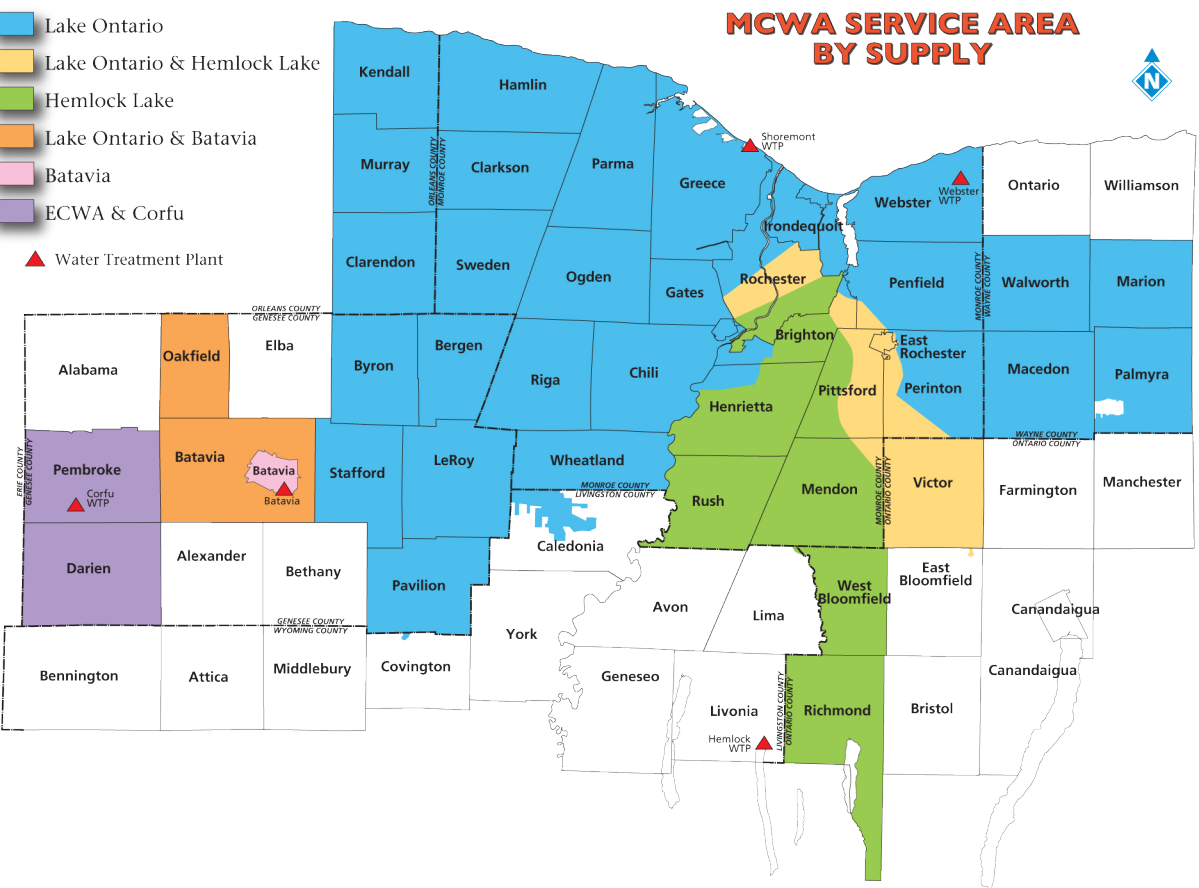 MCWA SERVICE AREA
BY SUPPLY
Lake Ontario
Lake Ontario & Hemlock Lake
Hemlock Lake
Lake Ontario & Batavia
Batavia
ECWA & Corfu
Water Treatment Plant
N
Kendall
Hamlin
Murray
Clarkson
Parma
Greece
Shoremont
WTP
Irondequoit
Webster
Webster
WTP
Ontario
Williamson
ORLEANS COUNTY
MONROE COUNTY
Clarendon
Sweden
Ogden
Gates
Rochester
Penfield
MONROE COUNTY
WAYNE COUNTY
Walworth
Marion
ORLEANS COUNTY
GENESEE COUNTY
Alabama
Oakfield
Elba
Byron
Bergen
Riga
Chili
Brighton
East
Rochester
Pittsford
Perinton
Macedon
Palmyra
Henrietta
WAYNE COUNTY
ONTARIO COUNTY
ERIE COUNTY
GENESEE COUNTY
Pembroke
Corfu
WTP
Batavia
Batavia
Batavia
Stafford
LeRoy
Wheatland
MONROE COUNTY
LIVINGSTON COUNTY
Rush
Mendon
MONROE COUNTY
ONTARIO COUNTY
Victor
Farmington
Manchester
Darien
Alexander
Bethany
Pavilion
Caledonia
Avon
Lima
West
Bloomfield
East
Bloomfield
Canandaigua
GENESEE COUNTY
WYOMING COUNTY
Bennington
Attica
Middlebury
Covington
York
Geneseo
Livonia
Hemlock
WTP
LIVINGSTON COUNTY
ONTARIO COUNTY
Richmond
Bristol
Canandaigua